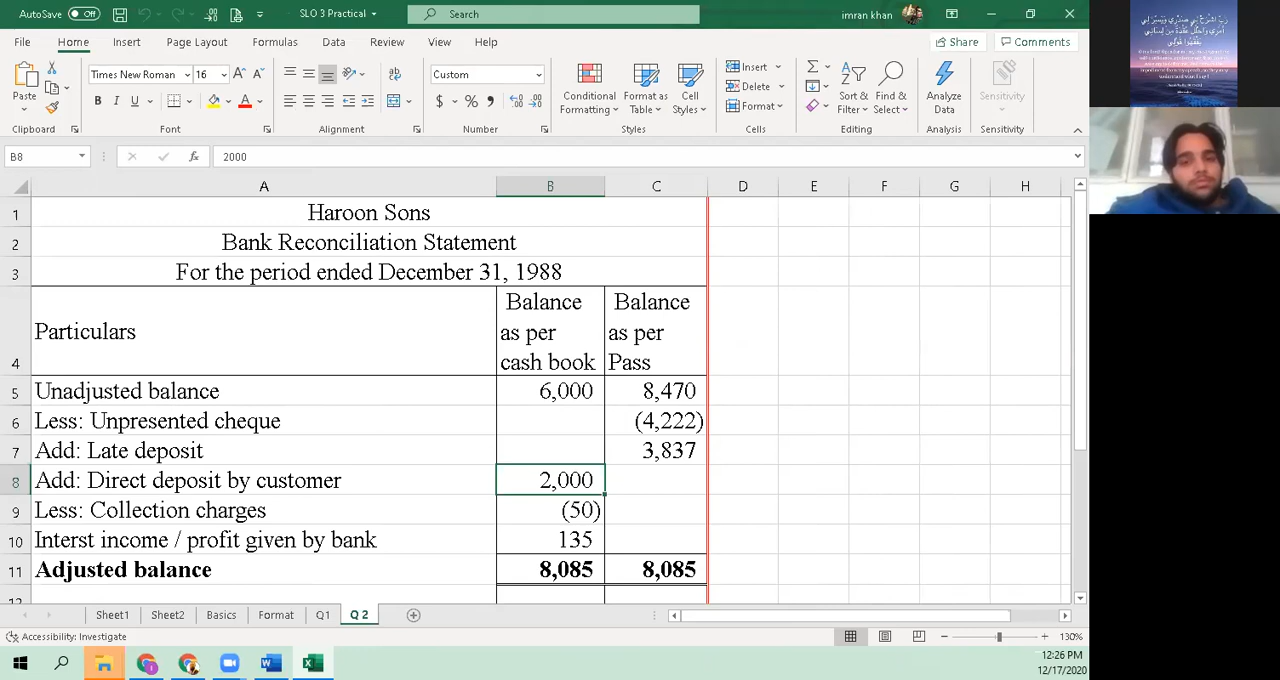 AutoSave Off SLO 3 Practical Search imran khan
File Home Insert Page Layout Formulas Data Review View Share Comments
Times New Roman 16 Custom
Paste B I U $ % Conditional Formatting Format as Table Cell Styles Insert Delete Format Sort & Filter Find & Select Analyze Data Sensitivity
Clipboard Font Alignment Number Styles Cells Editing Analysis Sensitivity
B8 fx 2000
A B C D E F G H
1 Haroon Sons
2 Bank Reconciliation Statement
3 For the period ended December 31, 1988
4 Particulars Balance as per cash book Balance as per Pass
5 Unadjusted balance 6,000 8,470
6 Less: Unpresented cheque (4,222)
7 Add: Late deposit 3,837
8 Add: Direct deposit by customer 2,000
9 Less: Collection charges (50)
10 Interst income / profit given by bank 135
11 Adjusted balance 8,085 8,085
12
Sheet1 Sheet2 Basics Format Q1 Q 2
Accessibility: Investigate 130%
12:26 PM
12/17/2020
رَبِّ اشْرَحْ لِي صَدْرِي وَيَسِّرْ لِي
أَمْرِي وَاحْلُلْ عُقْدَةً مِّن لِّسَانِي
يَفْقَهُوا قَوْلِي